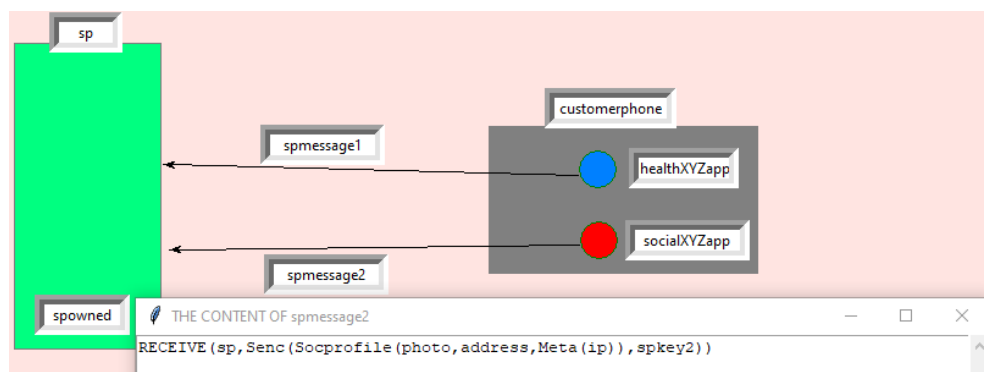 sp
customerphone
spmessage1
healthXYZapp
socialXYZapp
spmessage2
spowned
THE CONTENT OF spmessage2
RECEIVE(sp,Senc(Socprofile(photo,address,Meta(ip)),spkey2))